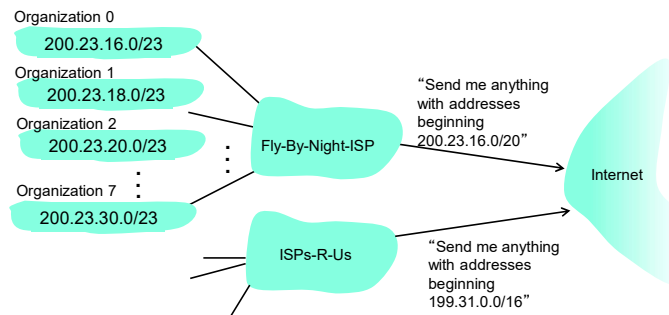 Organization 0
200.23.16.0/23
Organization 1
200.23.18.0/23
Organization 2
200.23.20.0/23
Organization 7
200.23.30.0/23
Fly-By-Night-ISP
“Send me anything
with addresses
beginning
200.23.16.0/20”
Internet
ISPs-R-Us
“Send me anything
with addresses
beginning
199.31.0.0/16”